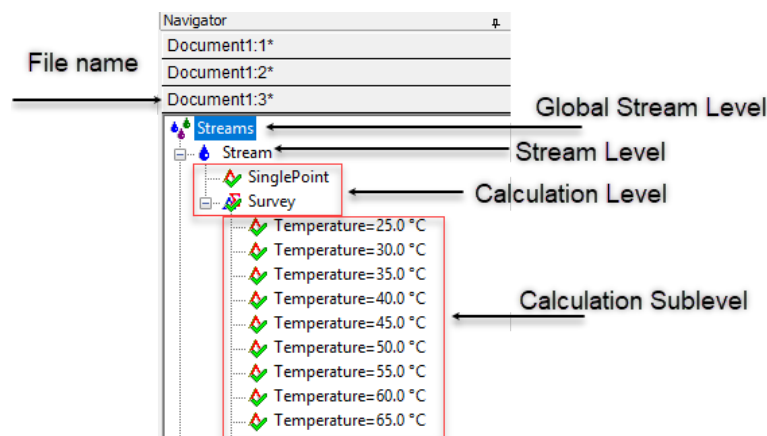 Navigator
Document1:1*
Document1:2*
File name
Document1:3*
Global Stream Level
Streams
Stream
Stream Level
SinglePoint
Calculation Level
Survey
Temperature=25.0 °C
Temperature=30.0 °C
Temperature=35.0 °C
Temperature=40.0 °C
Calculation Sublevel
Temperature=45.0 °C
Temperature=50.0 °C
Temperature=55.0 °C
Temperature=60.0 °C
Temperature=65.0 °C